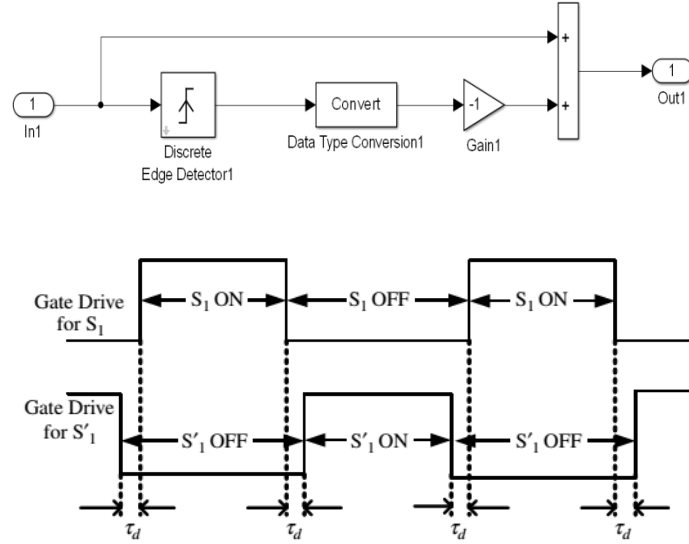 1
In1
Discrete
Edge Detector1
Convert
Data Type Conversion1
-1
Gain1
+
+
1
Out1
Gate Drive
for S₁
S₁ ON
S₁ OFF
S₁ ON
Gate Drive
for S′₁
S′₁ OFF
S′₁ ON
S′₁ OFF
τd
τd
τd
τd